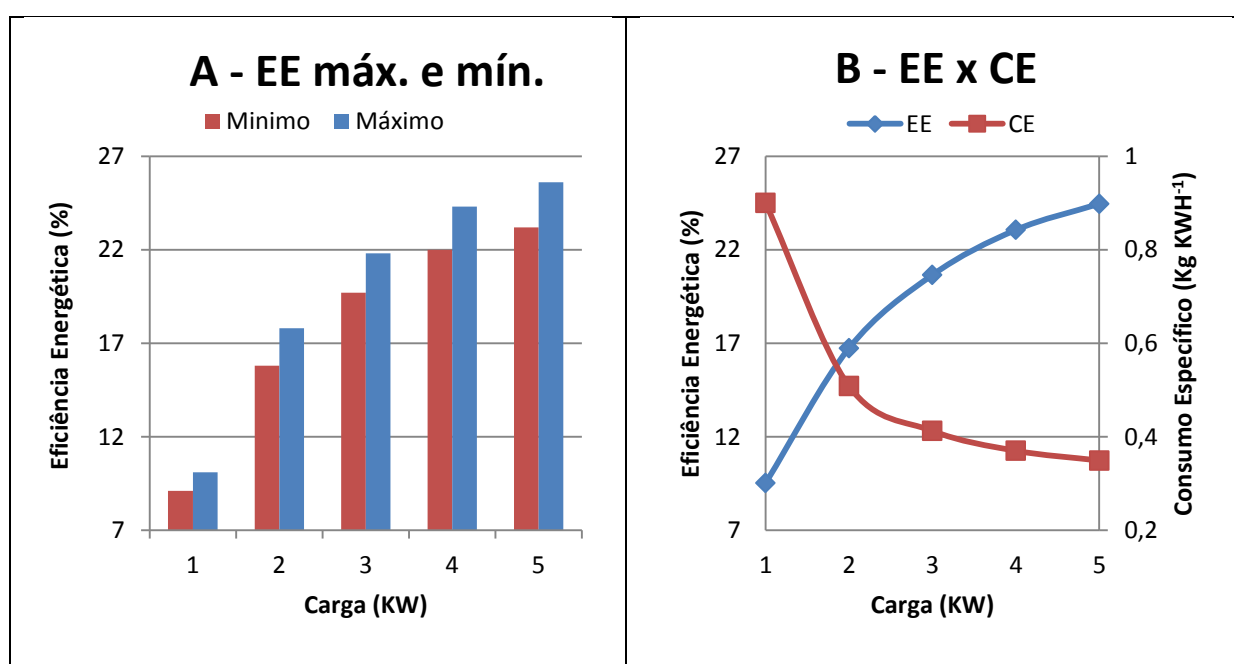 A - EE máx. e mín.
Minimo Máximo
Eficiência Energética (%)
27
22
17
12
7
1 2 3 4 5
Carga (KW)
B - EE x CE
EE CE
Eficiência Energética (%)
27
22
17
12
7
1
0,8
0,6
0,4
0,2
Consumo Específico (Kg KWH⁻¹)
1 2 3 4 5
Carga (KW)